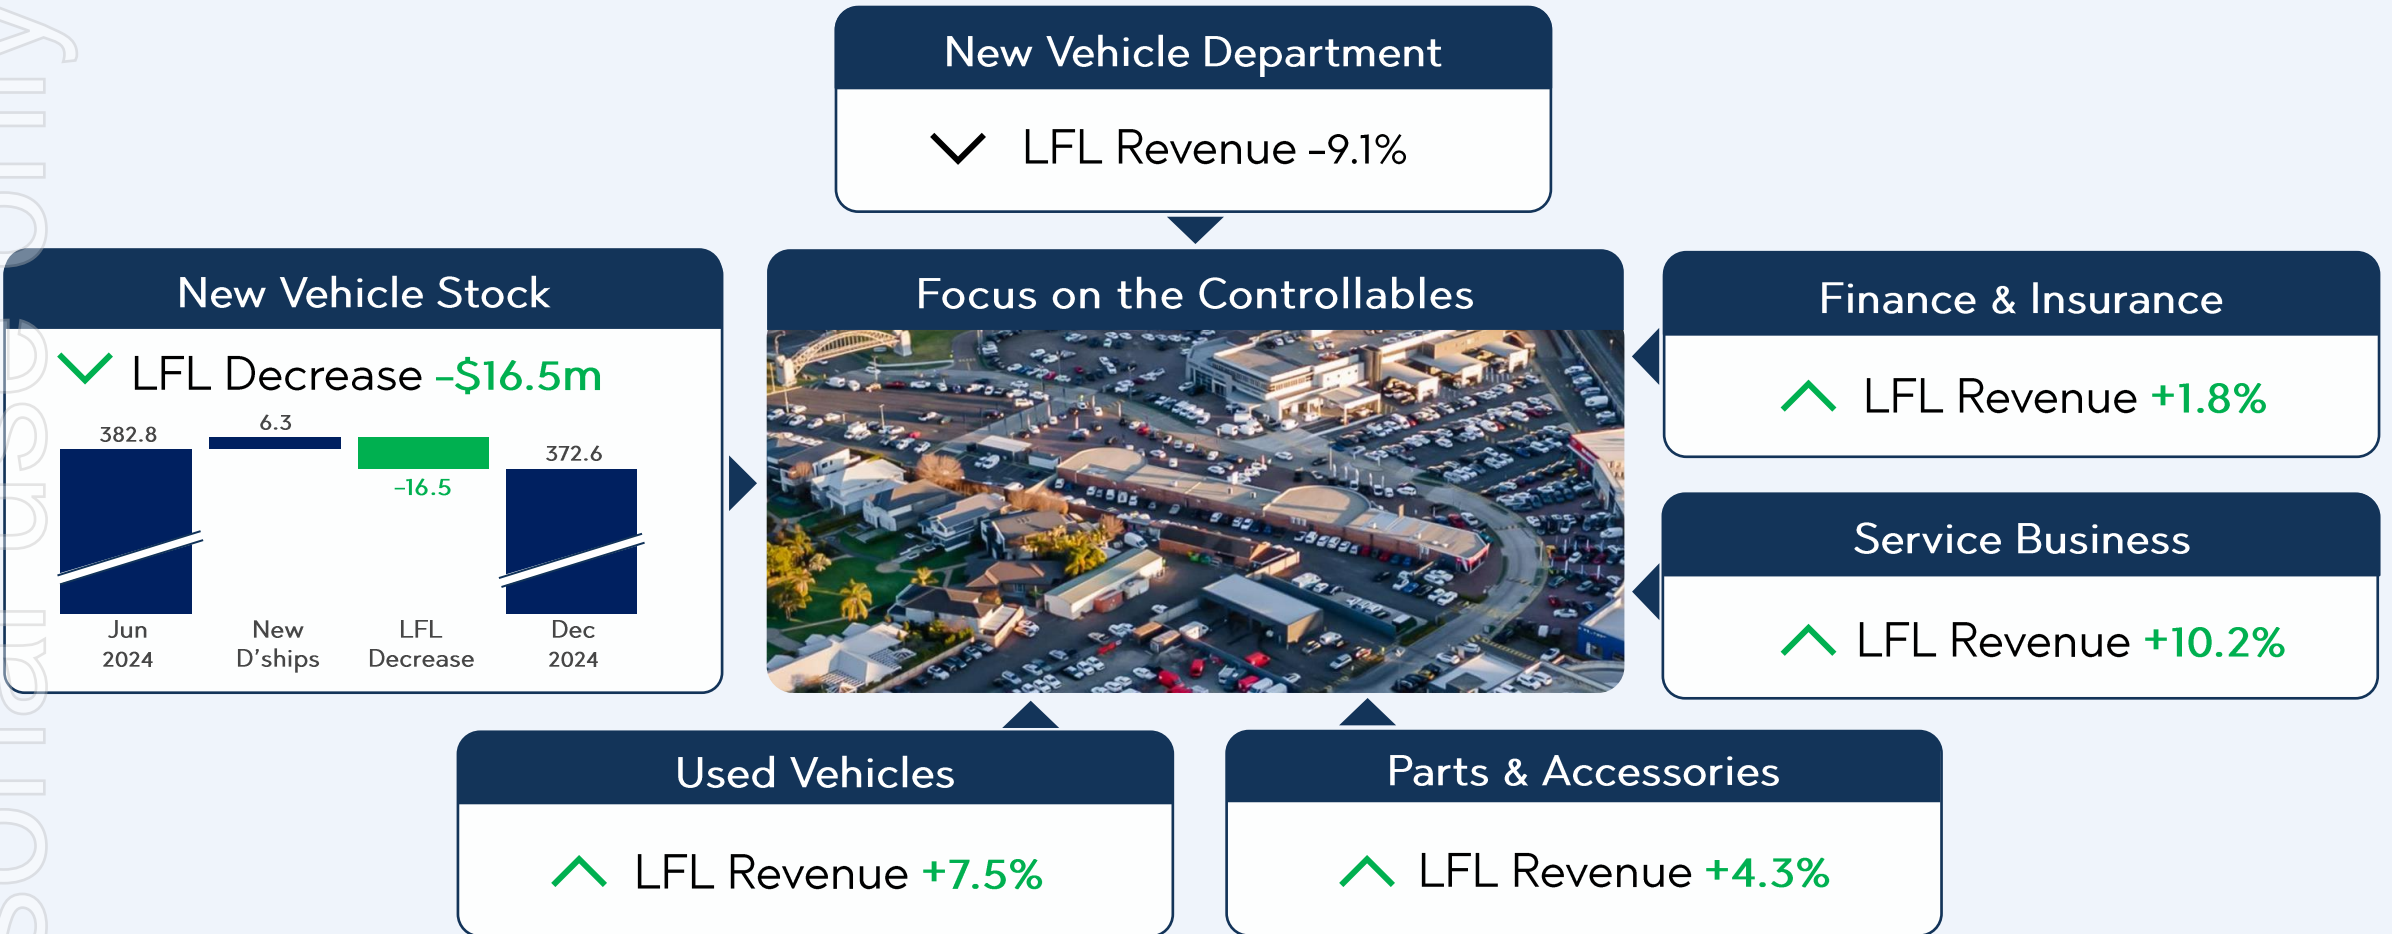 New Vehicle Department
LFL Revenue -9.1%
New Vehicle Stock
LFL Decrease -$16.5m
382.8
6.3
-16.5
372.6
Jun
2024
New
D'ships
LFL
Decrease
Dec
2024
Focus on the Controllables
Finance & Insurance
LFL Revenue +1.8%
Service Business
LFL Revenue +10.2%
Used Vehicles
LFL Revenue +7.5%
Parts & Accessories
LFL Revenue +4.3%
sonal use only